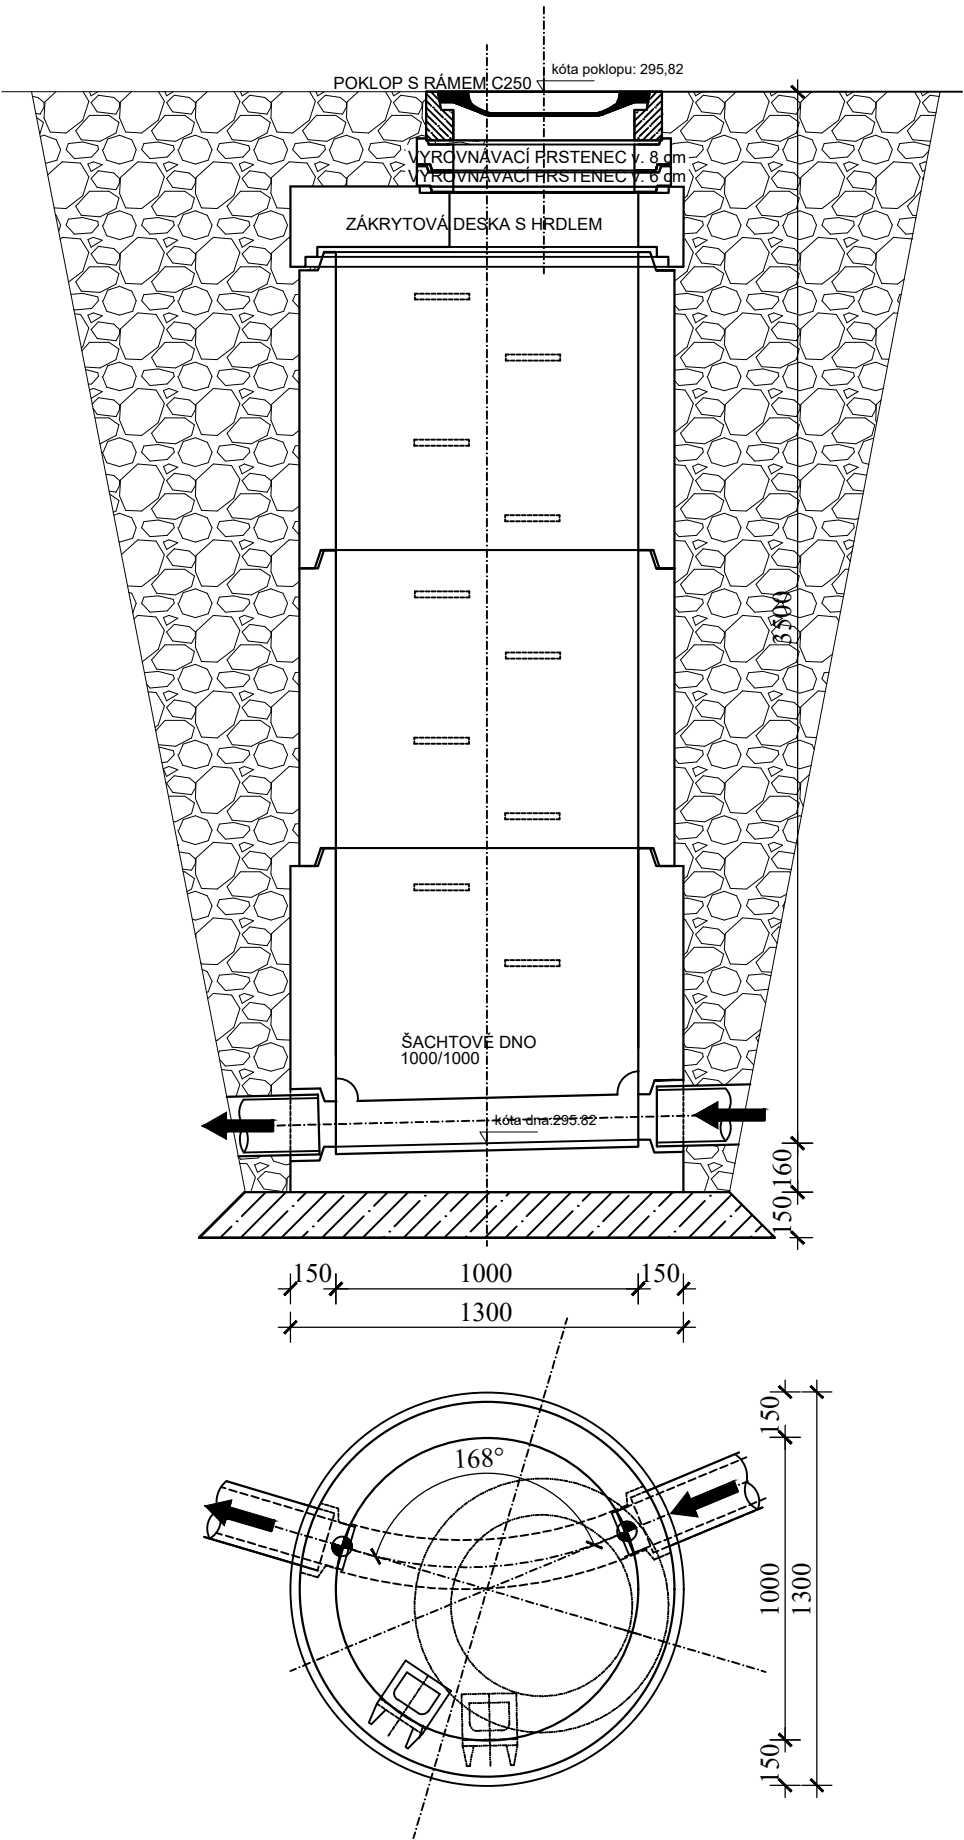 kóta poklopu: 295,82
POKLOP S RÁMEM C250
VYROVNÁVACÍ PRSTENEC v. 8 cm
VYROVNÁVACÍ PRSTENEC v. 6 cm
ZÁKRYTOVÁ DESKA S HRDLEM
3500
ŠACHTOVÉ DNO
1000/1000
kóta dna:295.82
160
150
150 1000 150
1300
168°
150
1000
1300
150